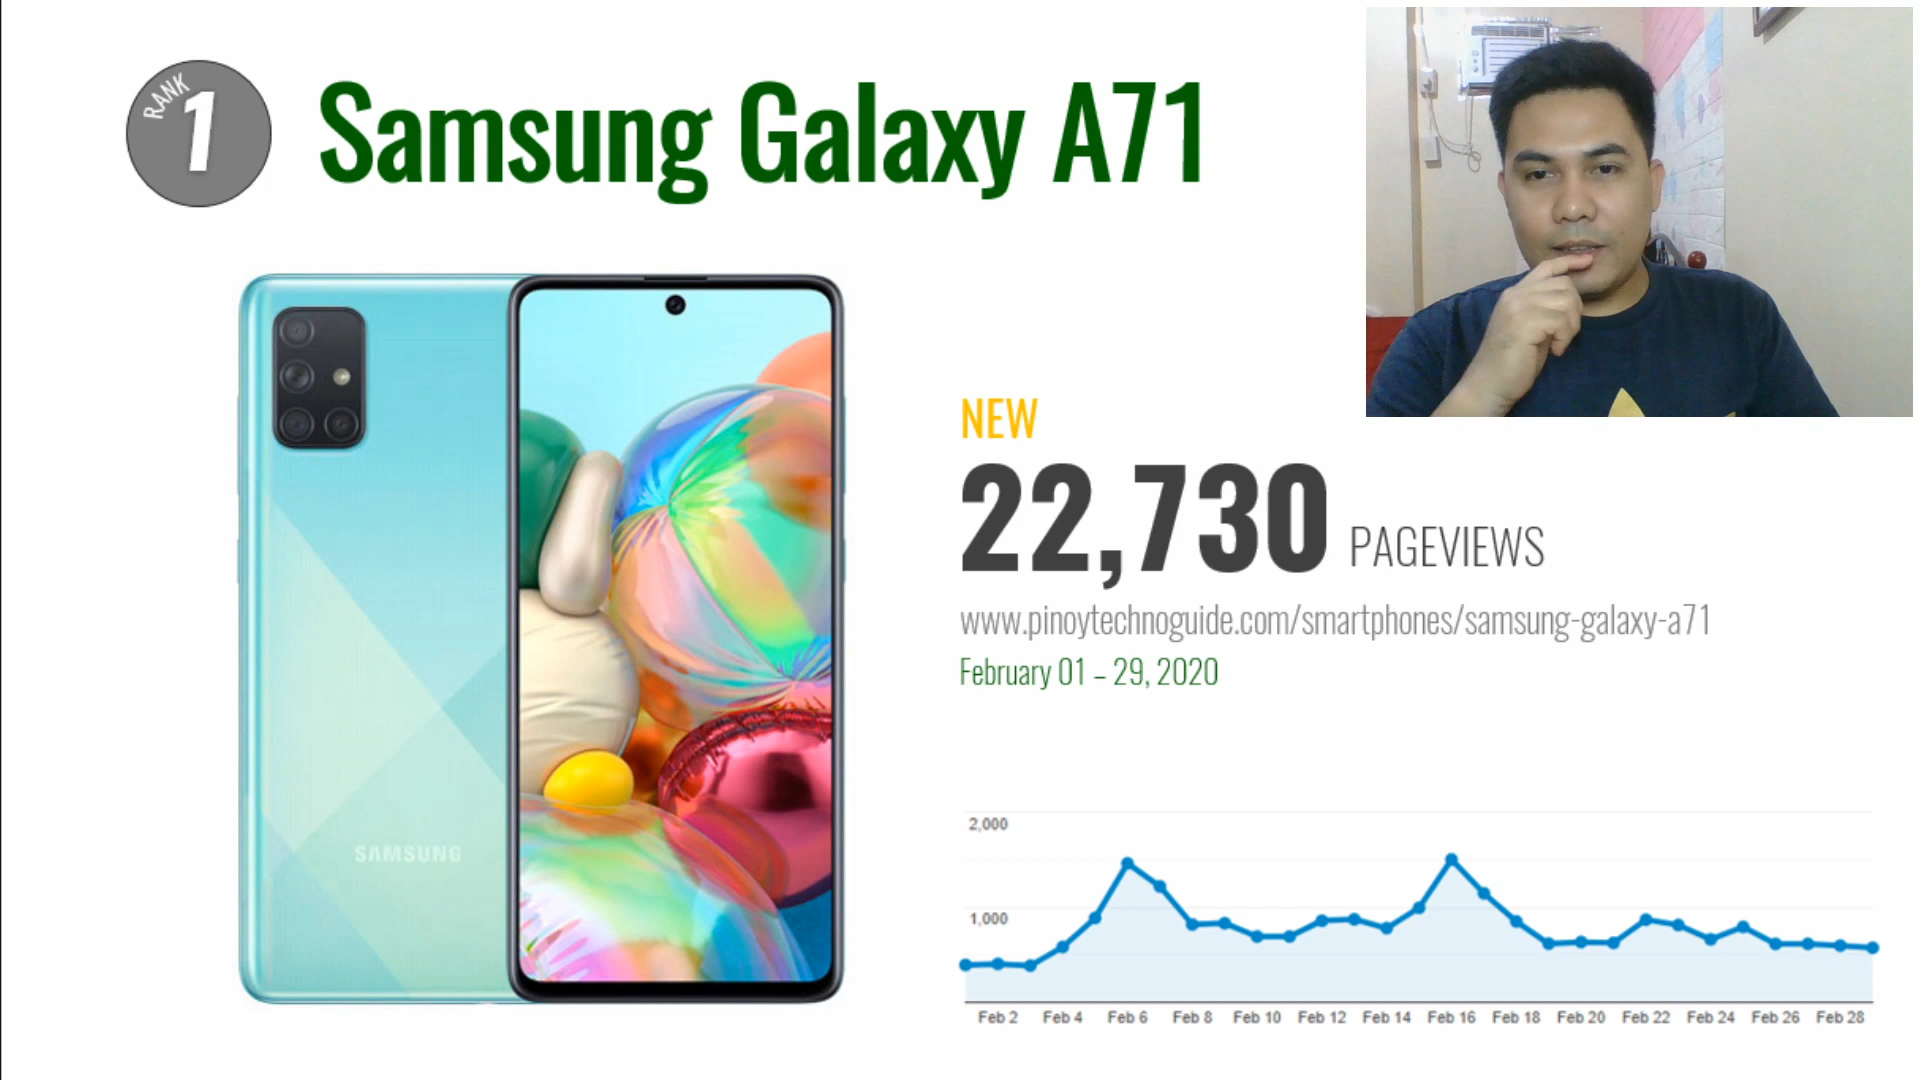 RANK
1
Samsung Galaxy A71
NEW
22,730 PAGEVIEWS
www.pinoytechnoguide.com/smartphones/samsung-galaxy-a71
February 01 – 29, 2020
SAMSUNG
2,000
1,000
Feb 2 Feb 4 Feb 6 Feb 8 Feb 10 Feb 12 Feb 14 Feb 16 Feb 18 Feb 20 Feb 22 Feb 24 Feb 26 Feb 28